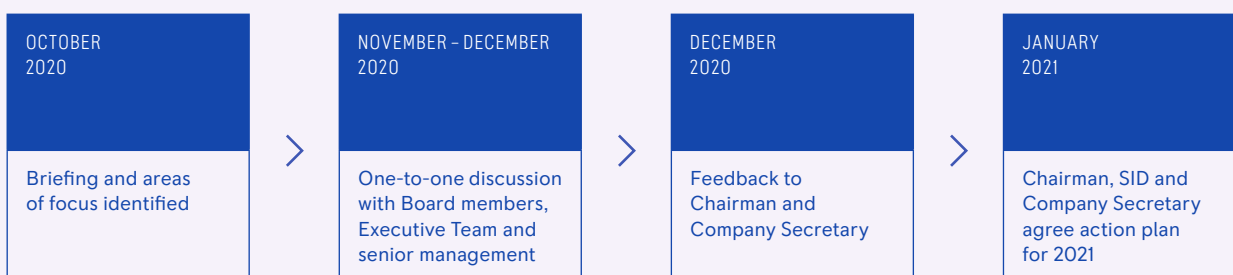 OCTOBER
2020
Briefing and areas
of focus identified
NOVEMBER – DECEMBER
2020
One-to-one discussion
with Board members,
Executive Team and
senior management
DECEMBER
2020
Feedback to
Chairman and
Company Secretary
JANUARY
2021
Chairman, SID and
Company Secretary
agree action plan
for 2021